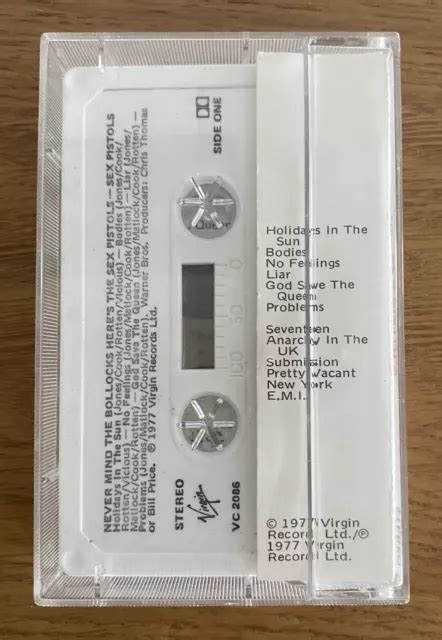 NEVER MIND THE BOLLOCKS HERE'S THE SEX PISTOLS — SEX PISTOLS
Holidays In The Sun (Jones/Cook/Rotten/Vicious) — Bodies (Jones/Cook/
Rotten/Vicious) — No Feelings (Jones/Matlock/Cook/Rotten) — Liar (Jones/
Matlock/Cook/Rotten) — God Save The Queen (Jones/Matlock/Cook/Rotten) —
Problems (Jones/Matlock/Cook/Rotten). Warner Bros. Producers: Chris Thomas
or Bill Price. ℗ 1977 Virgin Records Ltd.
STEREO
SIDE ONE
Virgin
VC 2086
100 50 0
Holidays In The
Sun
Bodies
No Feelings
Liar
God Save The
Queen
Problems
Seventeen
Anarchy In The
UK
Submission
Pretty Vacant
New York
E.M.I.
© 1977 Virgin
Record Ltd./℗
1977 Virgin
Record Ltd.